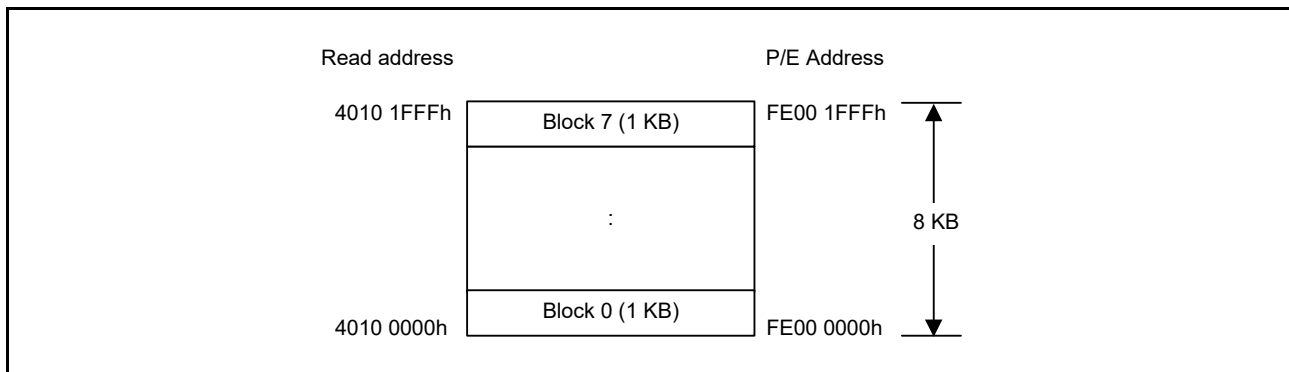 Read address P/E Address
4010 1FFFh Block 7 (1 KB) FE00 1FFFh
:
8 KB
Block 0 (1 KB)
4010 0000h FE00 0000h